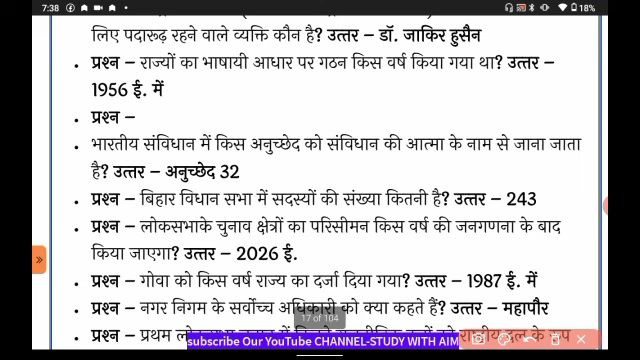 7:38
18%
लिए पदारूढ़ रहने वाले व्यक्ति कौन है? उत्तर – डॉ. जाकिर हुसैन
• प्रश्न – राज्यों का भाषायी आधार पर गठन किस वर्ष किया गया था? उत्तर –
1956 ई. में
• प्रश्न –
• भारतीय संविधान में किस अनुच्छेद को संविधान की आत्मा के नाम से जाना जाता
है? उत्तर – अनुच्छेद 32
• प्रश्न – बिहार विधान सभा में सदस्यों की संख्या कितनी है? उत्तर – 243
• प्रश्न – लोकसभाके चुनाव क्षेत्रों का परिसीमन किस वर्ष की जनगणना के बाद
किया जाएगा? उत्तर – 2026 ई.
• प्रश्न – गोवा को किस वर्ष राज्य का दर्जा दिया गया? उत्तर – 1987 ई. में
• प्रश्न – नगर निगम के सर्वोच्च अधिकारी को क्या कहते हैं? उत्तर – महापौर
17 of 104
• प्रश्न – प्रथम
subscribe Our YouTube CHANNEL-STUDY WITH AIM